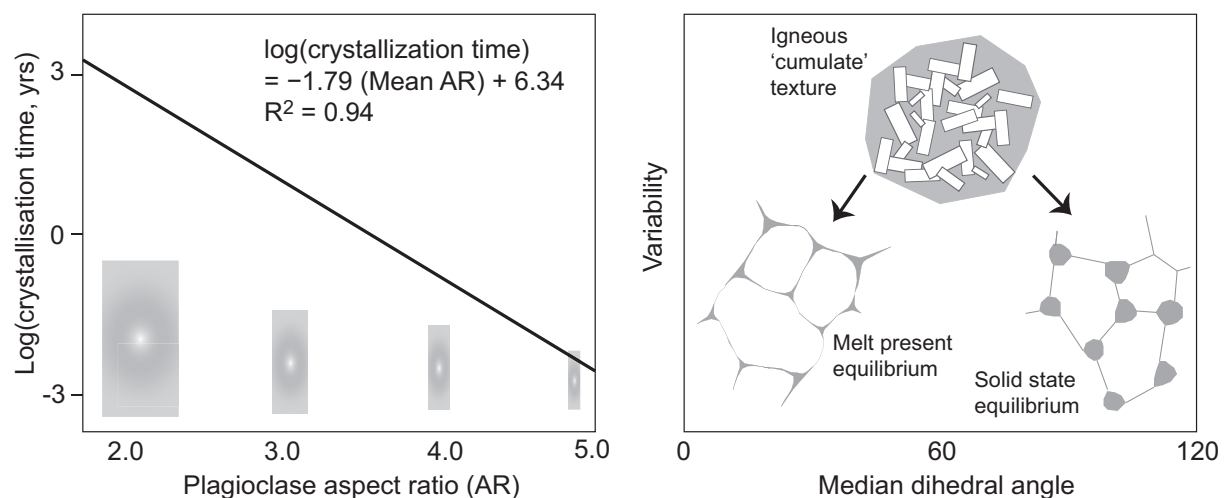 log(crystallization time)
= −1.79 (Mean AR) + 6.34
R² = 0.94
Log(crystallisation time, yrs)
3
0
-3
2.0 3.0 4.0 5.0
Plagioclase aspect ratio (AR)
Igneous
‘cumulate’
texture
Variability
Melt present
equilibrium
Solid state
equilibrium
0 60 120
Median dihedral angle